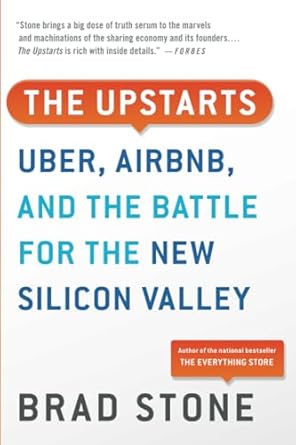 "Stone brings a big dose of truth serum to the marvels
and machinations of the sharing economy and its founders....
The Upstarts is rich with inside details." —FORBES
THE UPSTARTS
UBER, AIRBNB,
AND THE BATTLE
FOR THE NEW
SILICON VALLEY
Author of the national bestseller
THE EVERYTHING STORE
BRAD STONE